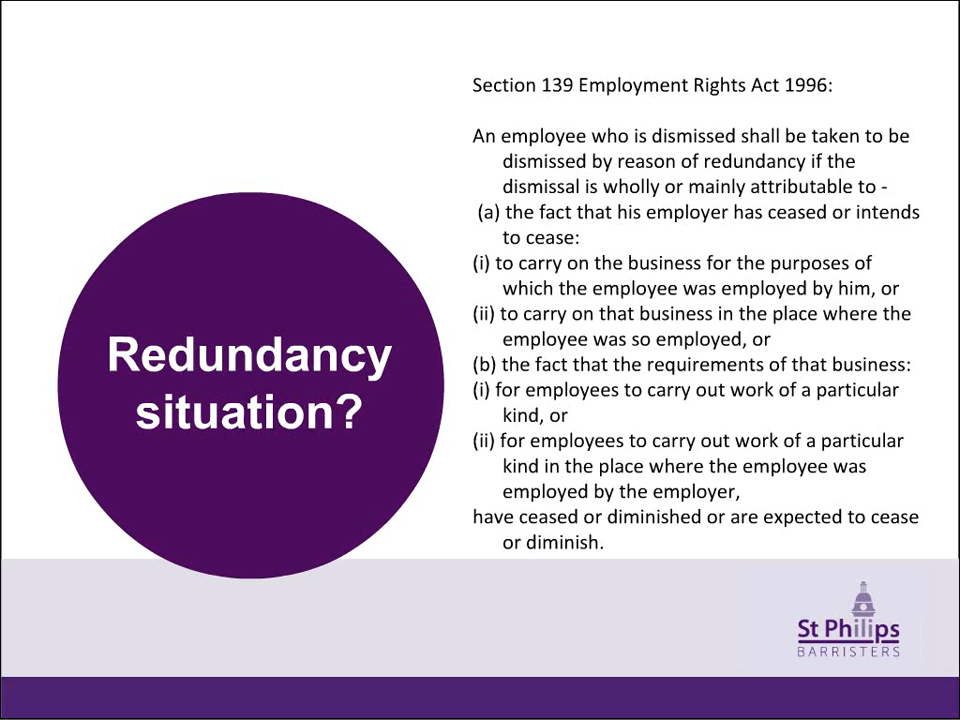 Redundancy
situation?
Section 139 Employment Rights Act 1996:
An employee who is dismissed shall be taken to be
dismissed by reason of redundancy if the
dismissal is wholly or mainly attributable to -
(a) the fact that his employer has ceased or intends
to cease:
(i) to carry on the business for the purposes of
which the employee was employed by him, or
(ii) to carry on that business in the place where the
employee was so employed, or
(b) the fact that the requirements of that business:
(i) for employees to carry out work of a particular
kind, or
(ii) for employees to carry out work of a particular
kind in the place where the employee was
employed by the employer,
have ceased or diminished or are expected to cease
or diminish.
St Philips
BARRISTERS